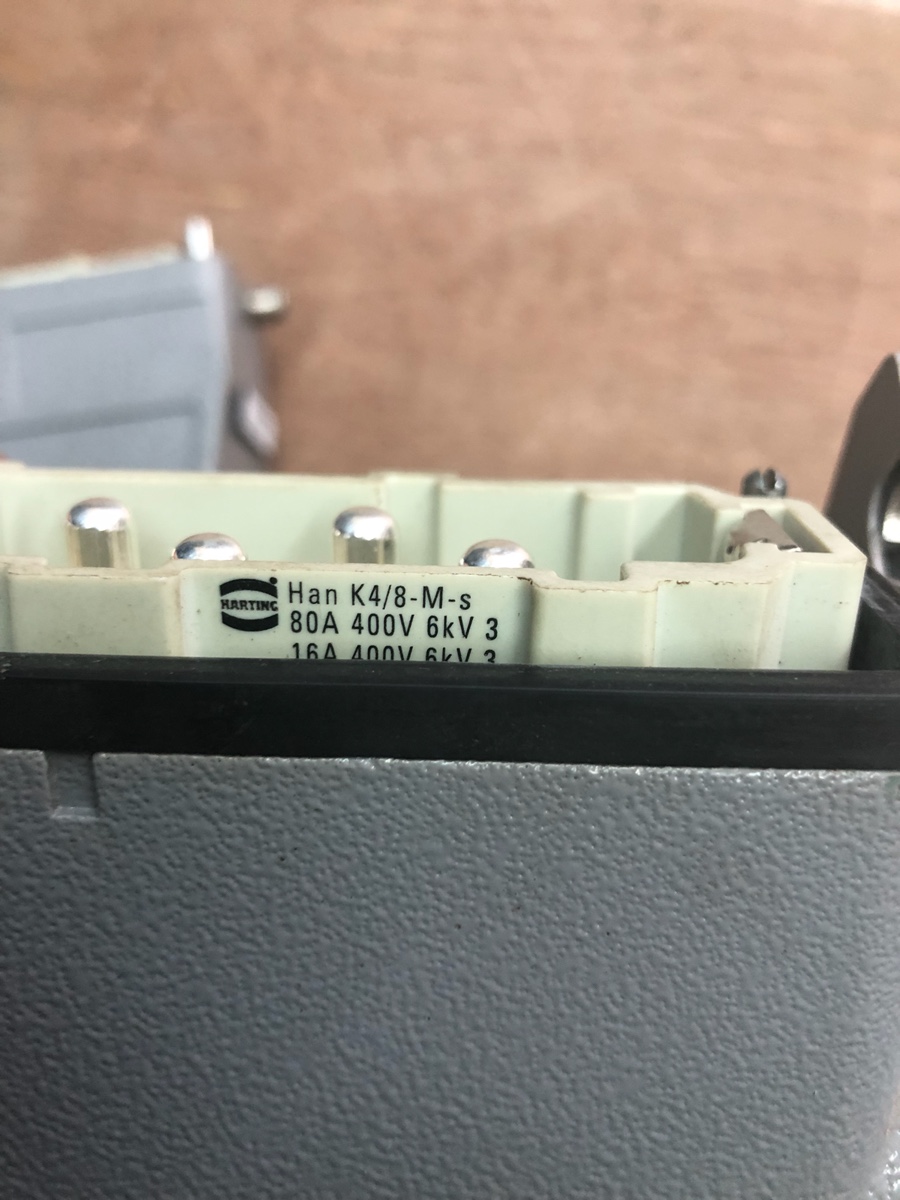 HARTING
Han K4/8-M-s
80A 400V 6kV 3
16A 400V 6kV 3